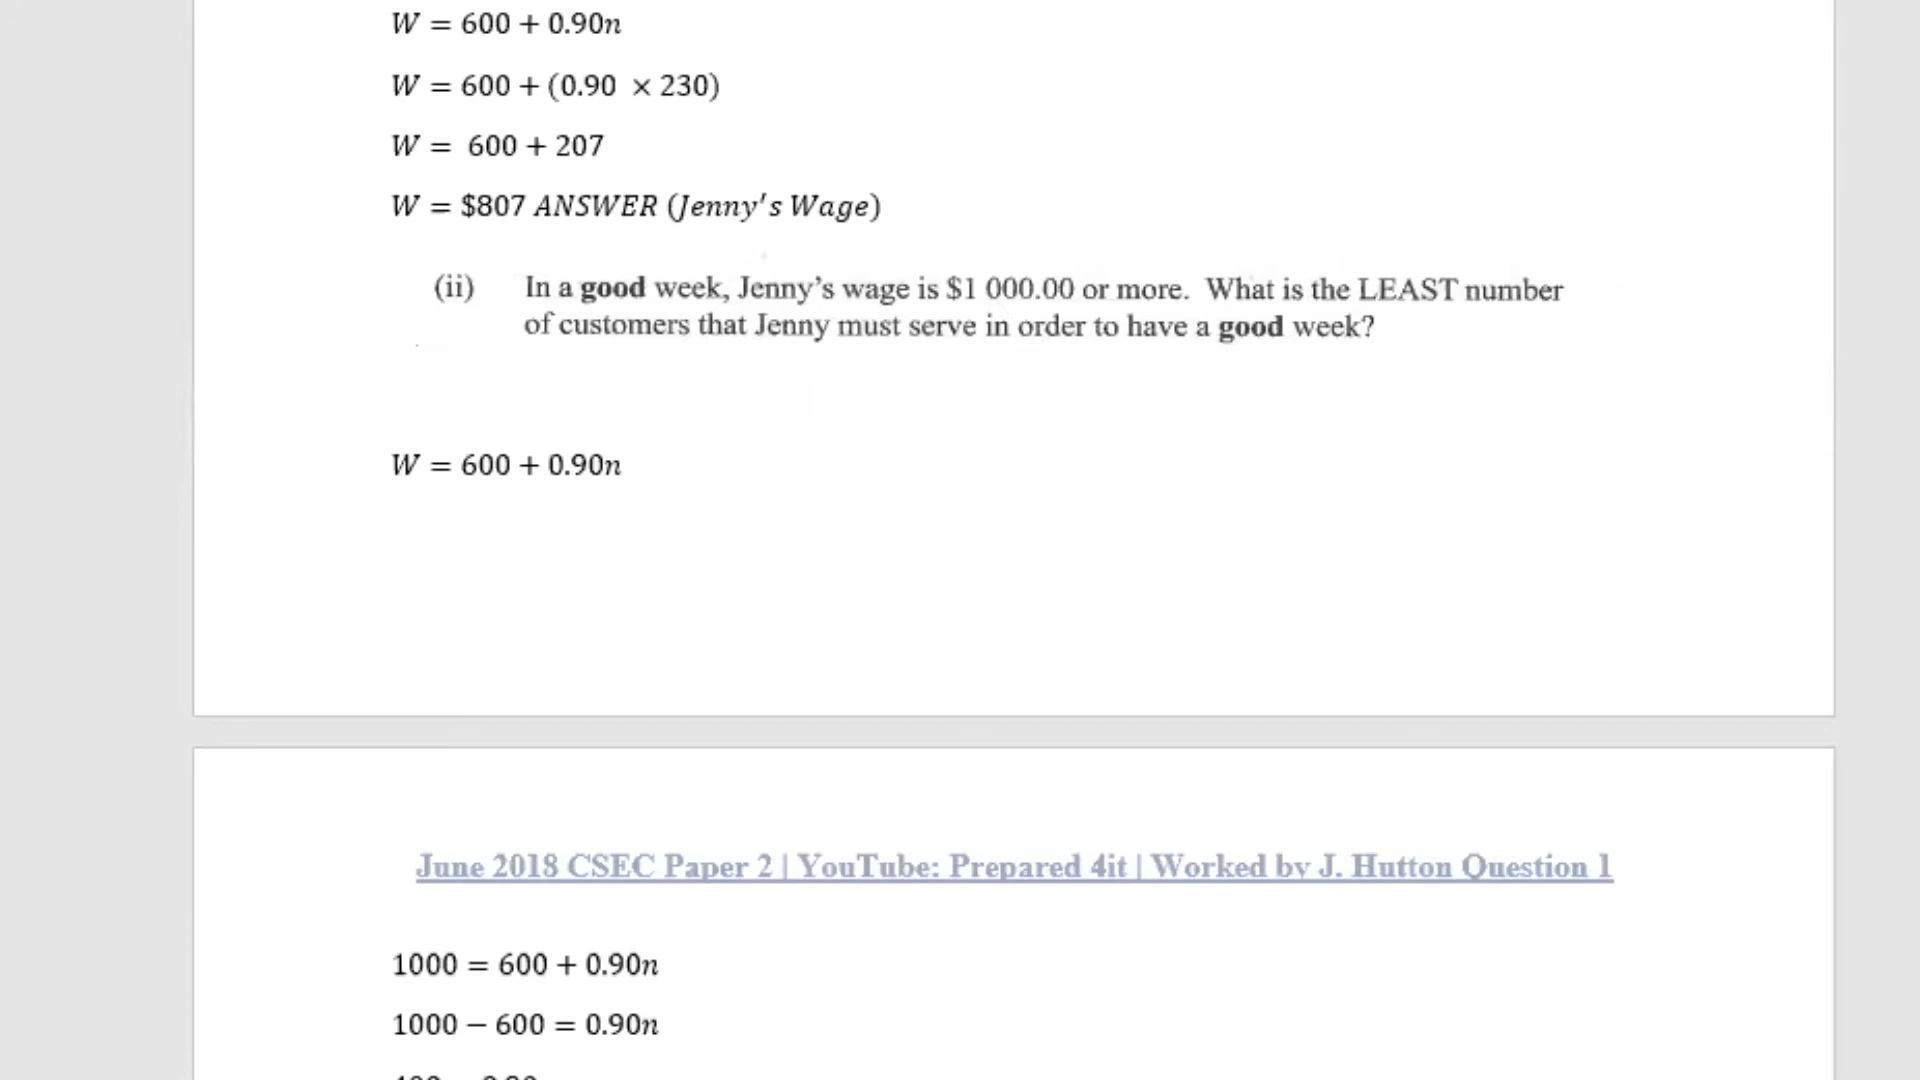 W = 600 + 0.90n
W = 600 + (0.90 × 230)
W = 600 + 207
W = $807 ANSWER (Jenny's Wage)
(ii) In a good week, Jenny's wage is $1 000.00 or more. What is the LEAST number
of customers that Jenny must serve in order to have a good week?
W = 600 + 0.90n
June 2018 CSEC Paper 2 | YouTube: Prepared 4it | Worked by J. Hutton Question 1
1000 = 600 + 0.90n
1000 − 600 = 0.90n